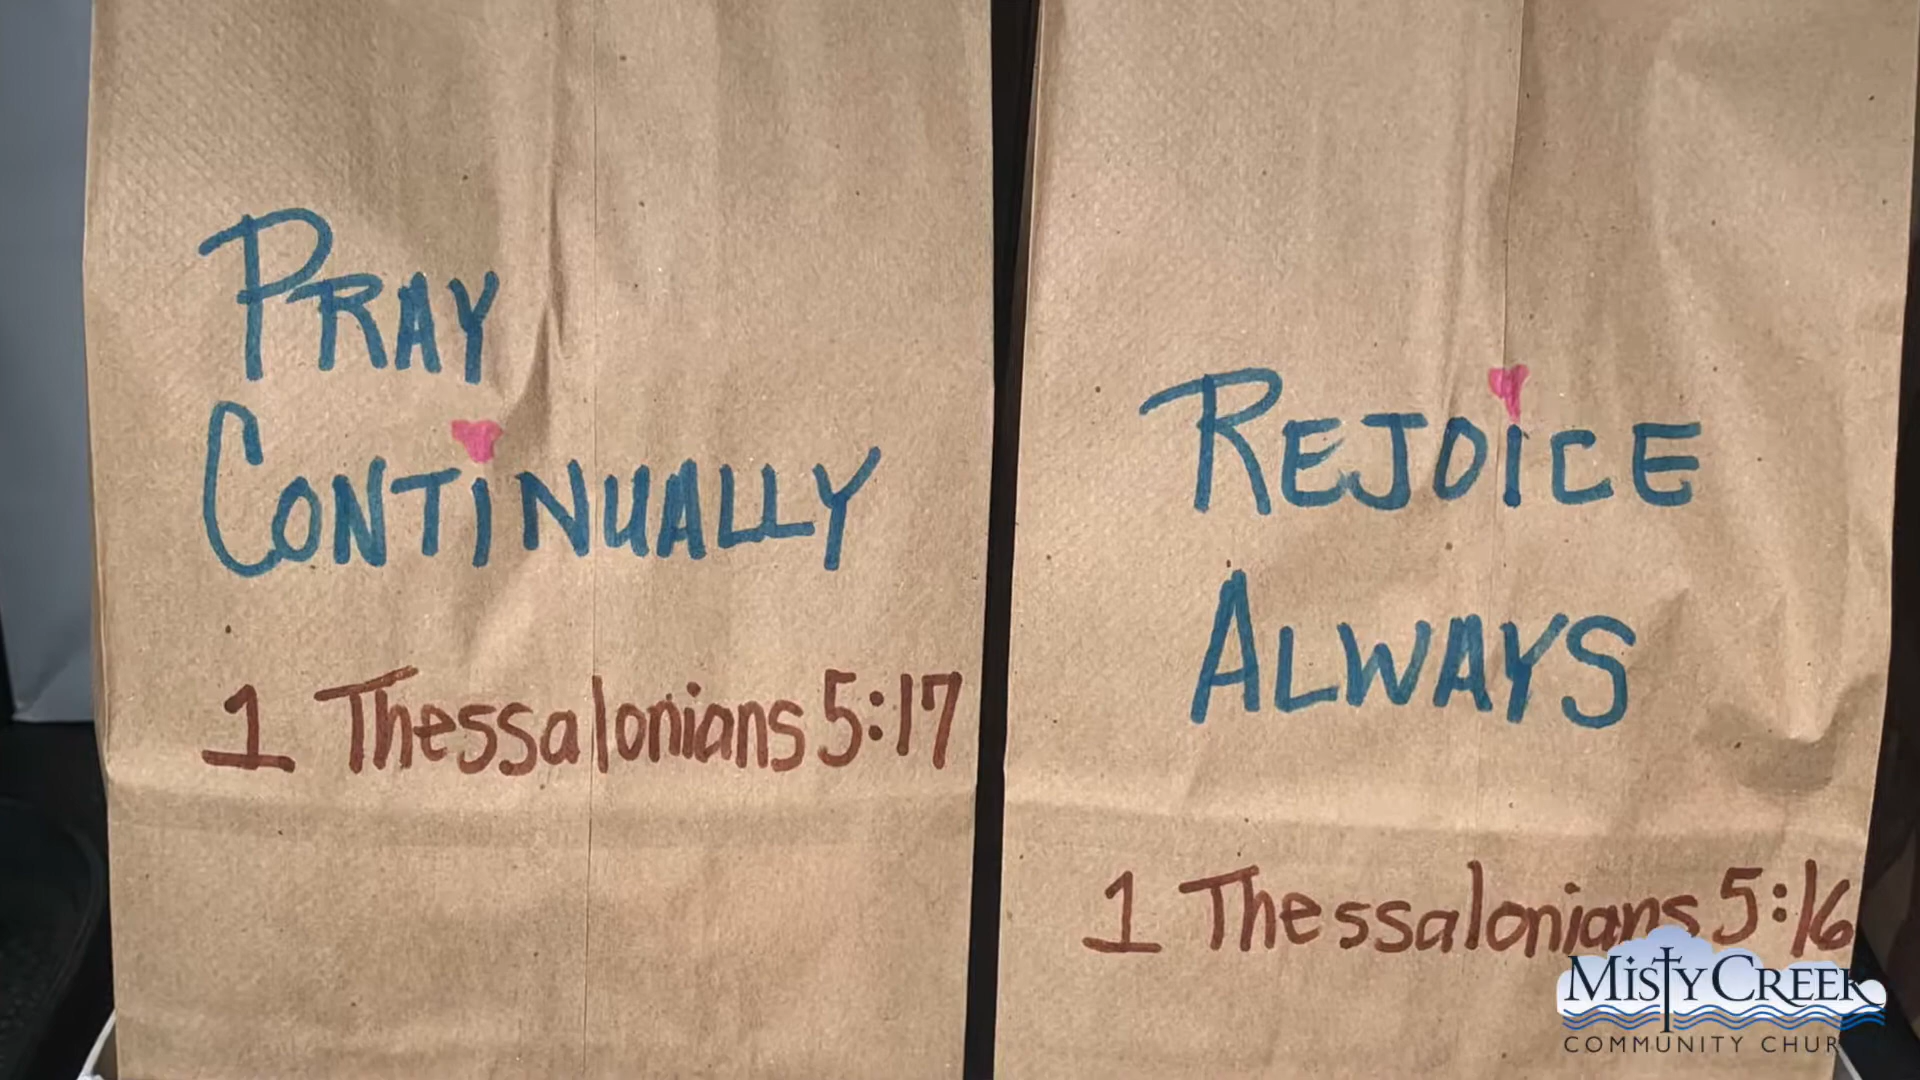 Pray
Continually
1 Thessalonians 5:17
Rejoice
Always
1 Thessalonians 5:16
Misty Creek
COMMUNITY CHUR